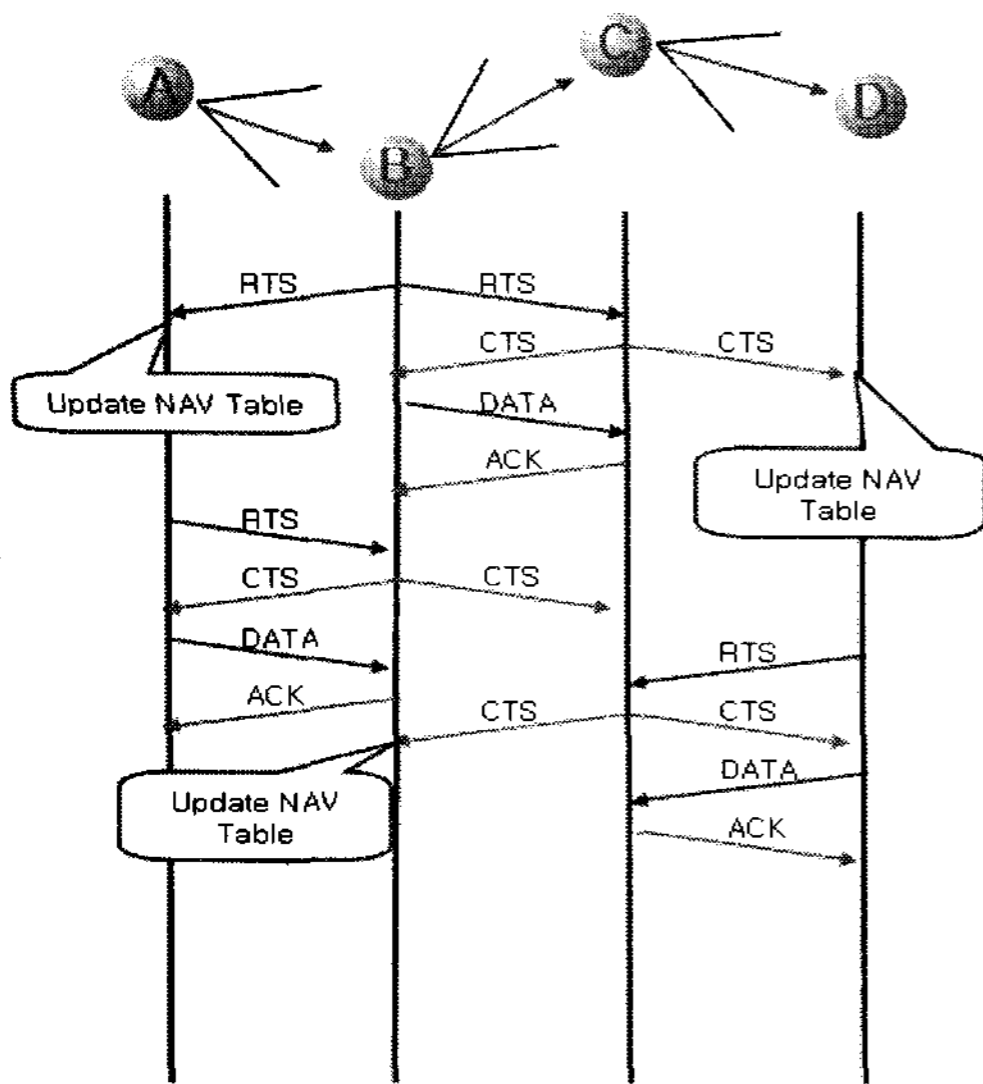 C
A
D
B
RTS RTS
CTS CTS
Update NAV Table
DATA
ACK
Update NAV
Table
RTS
CTS CTS
DATA
RTS
ACK
CTS CTS
DATA
Update NAV
Table
ACK